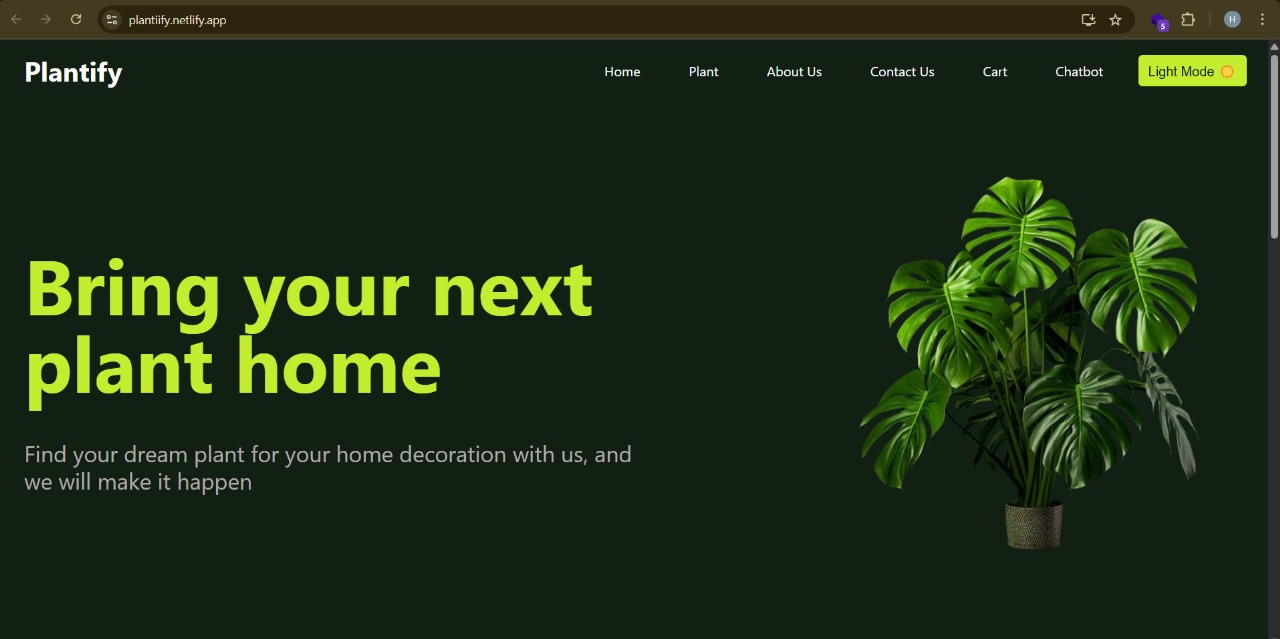 plantiify.netlify.app
5
H
Plantify
Home Plant About Us Contact Us Cart Chatbot Light Mode
Bring your next
plant home
Find your dream plant for your home decoration with us, and
we will make it happen